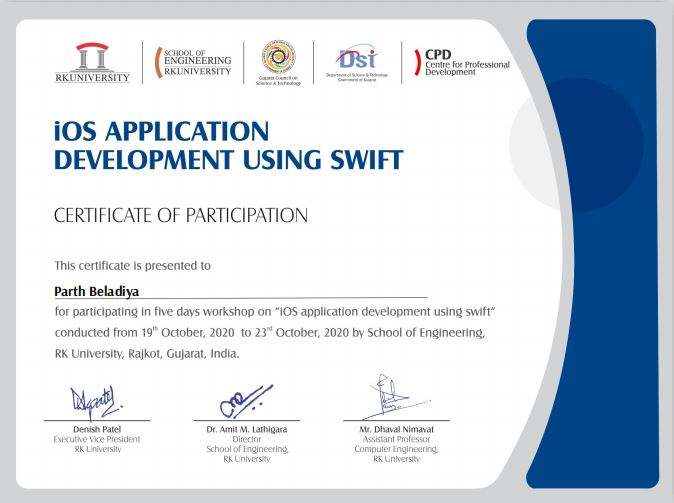 RKUNIVERSITY
SCHOOL OF
ENGINEERING
RKUNIVERSITY
Gujarat Council on
Science & Technology
Dst
Department of Science & Technology
Government of Gujarat
CPD
Centre for Professional
Development
iOS APPLICATION
DEVELOPMENT USING SWIFT
CERTIFICATE OF PARTICIPATION
This certificate is presented to
Parth Beladiya
for participating in five days workshop on “iOS application development using swift”
conducted from 19th October, 2020 to 23rd October, 2020 by School of Engineering,
RK University, Rajkot, Gujarat, India.
Denish Patel
Executive Vice President
RK University
Dr. Amit M. Lathigara
Director
School of Engineering,
RK University
Mr. Dhaval Nimavat
Assistant Professor
Computer Engineering,
RK University